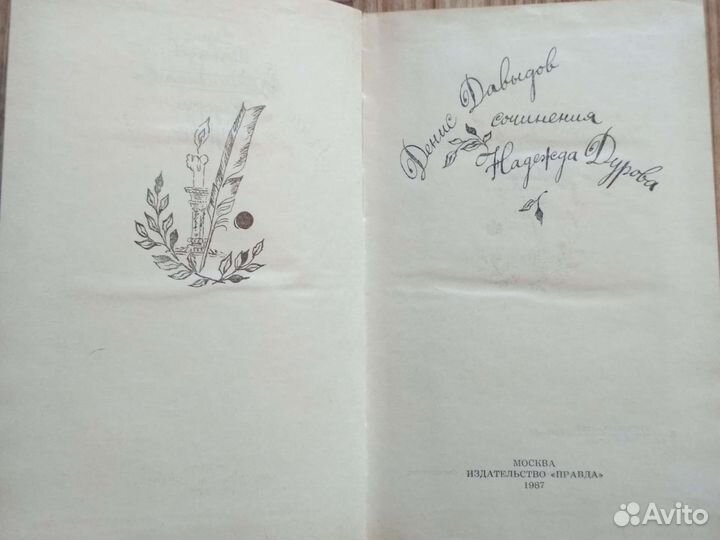 Денис Давыдов
сочинения
Надежда Дурова
МОСКВА
ИЗДАТЕЛЬСТВО «ПРАВДА»
1987
Avito